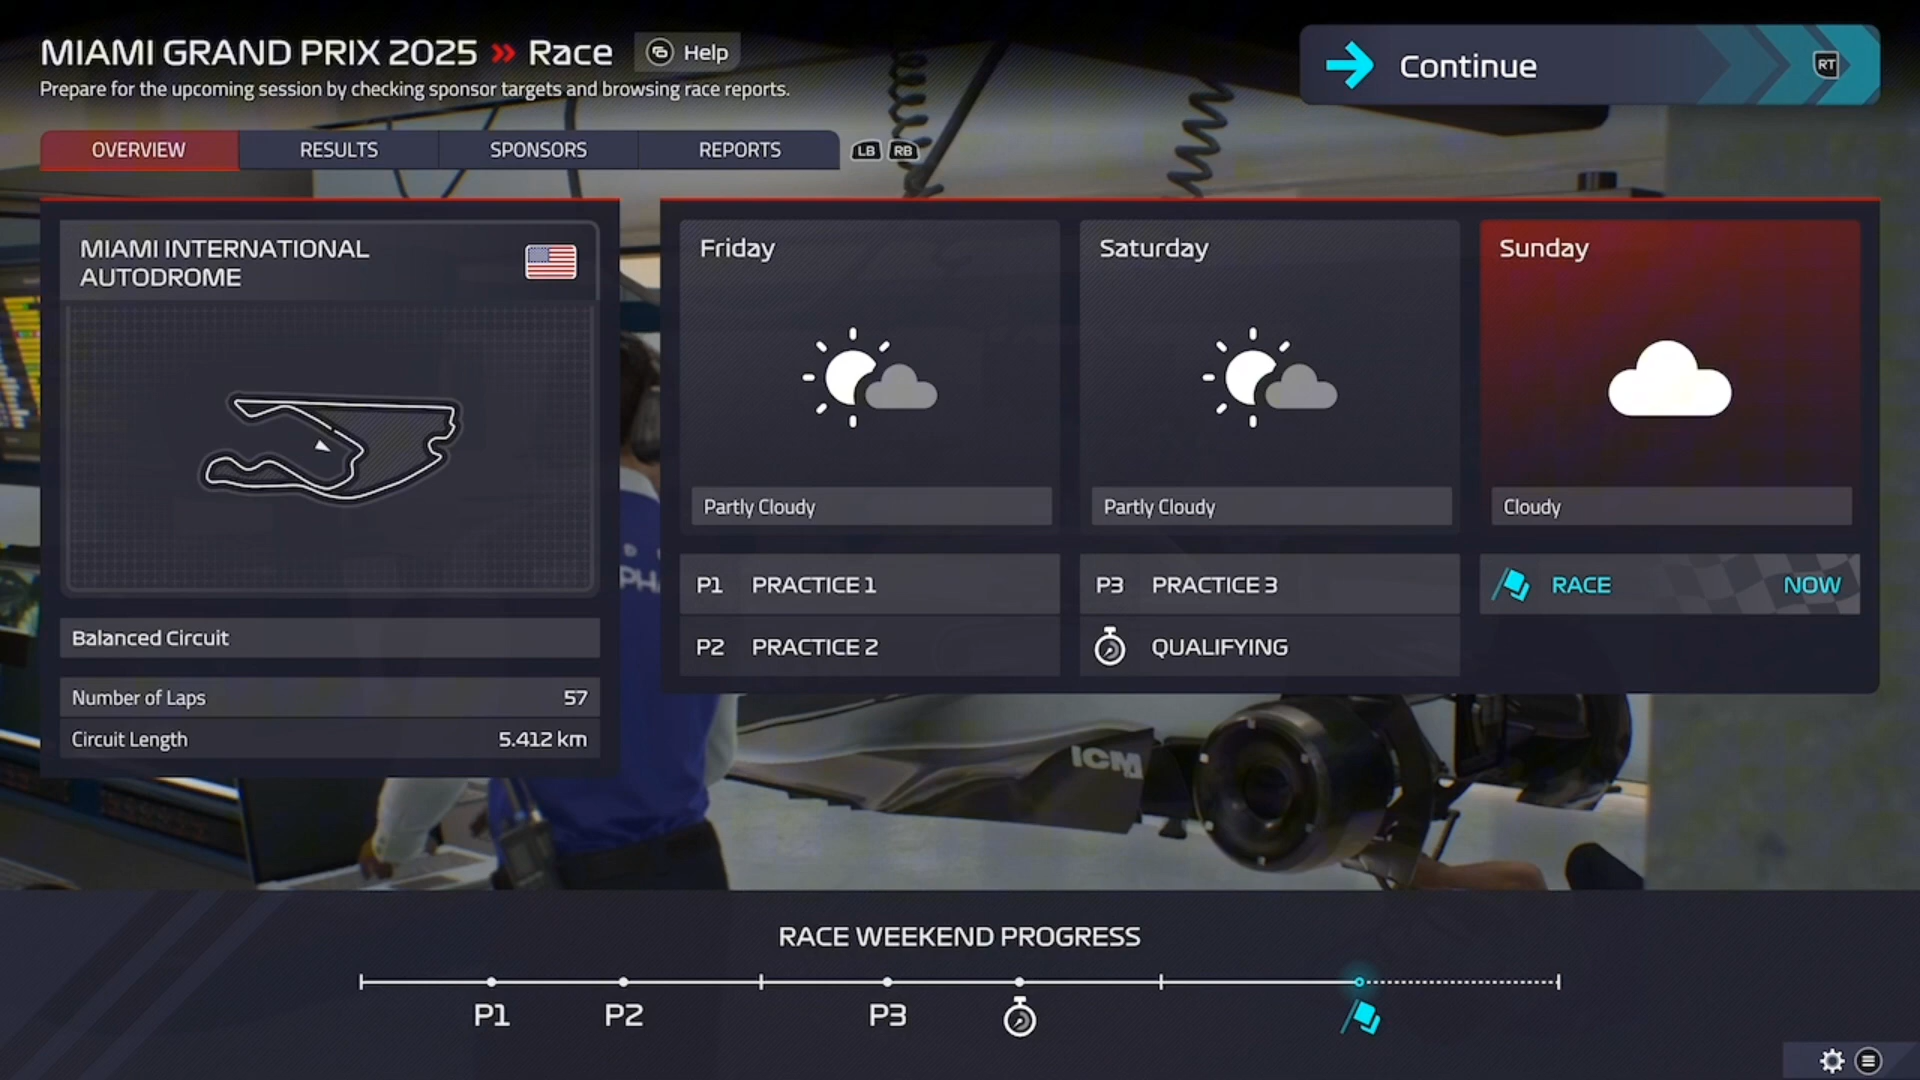 MIAMI GRAND PRIX 2025 » Race
Help
Prepare for the upcoming session by checking sponsor targets and browsing race reports.
Continue
RT
OVERVIEW
RESULTS
SPONSORS
REPORTS
LB
RB
MIAMI INTERNATIONAL
AUTODROME
Balanced Circuit
Number of Laps 57
Circuit Length 5.412 km
Friday
Partly Cloudy
P1 PRACTICE 1
P2 PRACTICE 2
Saturday
Partly Cloudy
P3 PRACTICE 3
QUALIFYING
Sunday
Cloudy
RACE NOW
ICM
RACE WEEKEND PROGRESS
P1
P2
P3